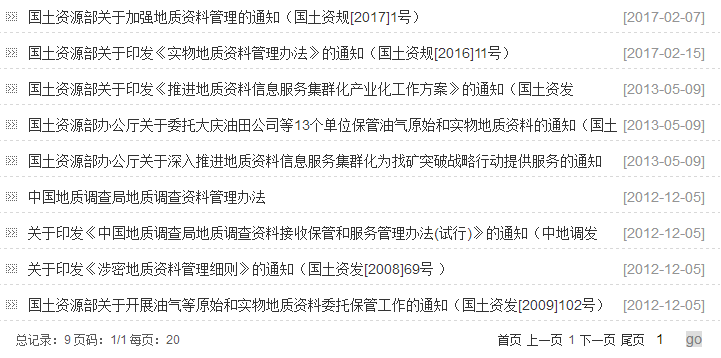 国土资源部关于加强地质资料管理的通知（国土资规[2017]1号） [2017-02-07]
国土资源部关于印发《实物地质资料管理办法》的通知（国土资规[2016]11号） [2017-02-15]
国土资源部关于印发《推进地质资料信息服务集群化产业化工作方案》的通知（国土资发 [2013-05-09]
国土资源部办公厅关于委托大庆油田公司等13个单位保管油气原始和实物地质资料的通知（国土 [2013-05-09]
国土资源部办公厅关于深入推进地质资料信息服务集群化为找矿突破战略行动提供服务的通知 [2013-05-09]
中国地质调查局地质调查资料管理办法 [2012-12-05]
关于印发《中国地质调查局地质调查资料接收保管和服务管理办法(试行)》的通知（中地调发 [2012-12-05]
关于印发《涉密地质资料管理细则》的通知（国土资发[2008]69号 ） [2012-12-05]
国土资源部关于开展油气等原始和实物地质资料委托保管工作的通知（国土资发[2009]102号） [2012-12-05]
总记录：9 页码：1/1 每页：20 首页 上一页 1 下一页 尾页 1 go